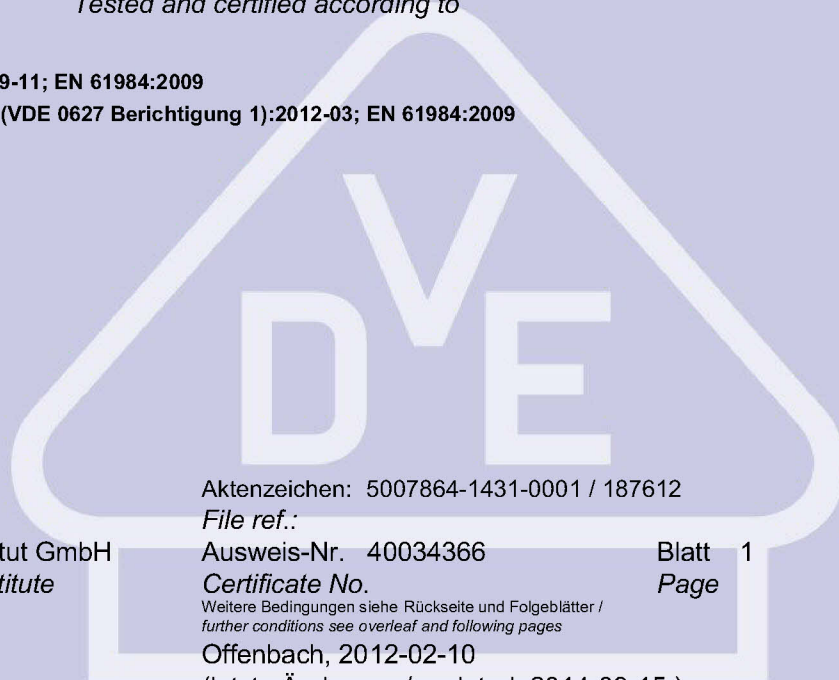 Tested and certified according to
9-11; EN 61984:2009
(VDE 0627 Berichtigung 1):2012-03; EN 61984:2009
DVE
Aktenzeichen: 5007864-1431-0001 / 187612
File ref.:
tut GmbH Ausweis-Nr. 40034366 Blatt 1
titute Certificate No. Page
Weitere Bedingungen siehe Rückseite und Folgeblätter /
further conditions see overleaf and following pages
Offenbach, 2012-02-10